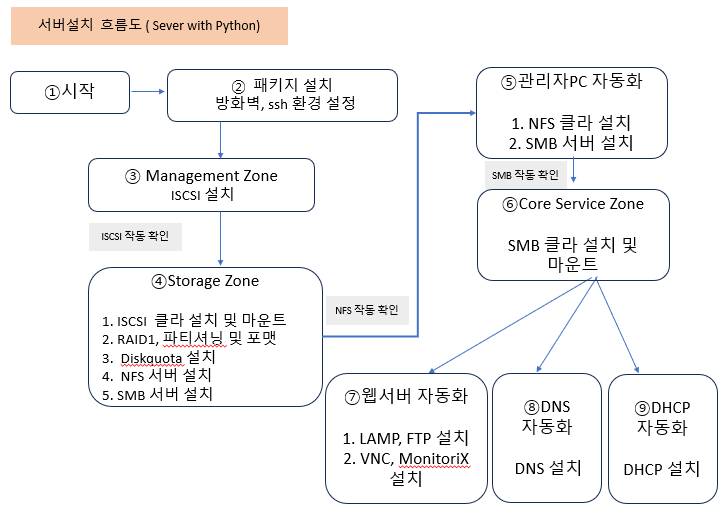 서버설치 흐름도 ( Sever with Python)
①시작
② 패키지 설치
방화벽, ssh 환경 설정
③ Management Zone
ISCSI 설치
ISCSI 작동 확인
④Storage Zone
1. ISCSI 클라 설치 및 마운트
2. RAID1, 파티셔닝 및 포맷
3. Diskquota 설치
4. NFS 서버 설치
5. SMB 서버 설치
NFS 작동 확인
⑤관리자PC 자동화
1. NFS 클라 설치
2. SMB 서버 설치
SMB 작동 확인
⑥Core Service Zone
SMB 클라 설치 및
마운트
⑦웹서버 자동화
1. LAMP, FTP 설치
2. VNC, MonitoriX
설치
⑧DNS
자동화
DNS 설치
⑨DHCP
자동화
DHCP 설치